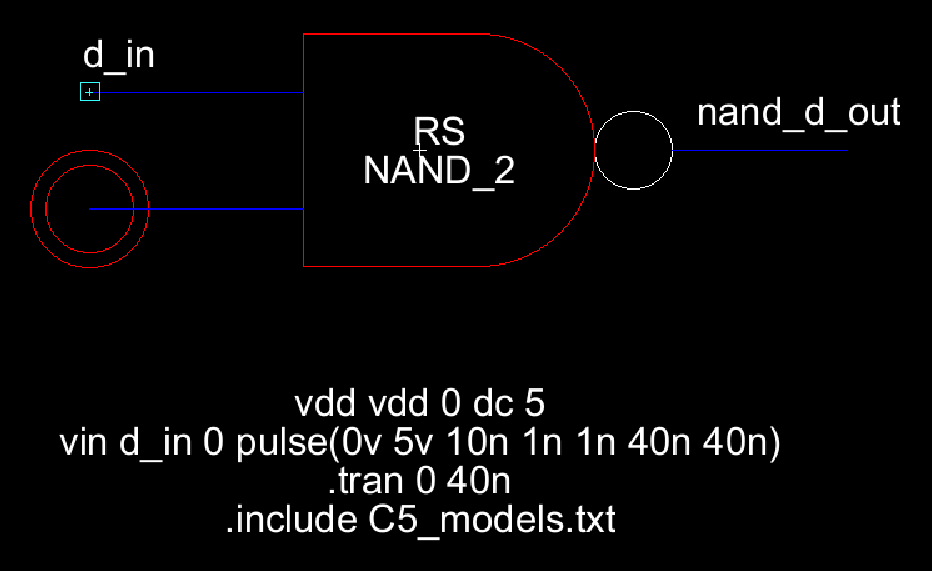 d_in
nand_d_out
RS
NAND_2
vdd vdd 0 dc 5
vin d_in 0 pulse(0v 5v 10n 1n 1n 40n 40n)
.tran 0 40n
.include C5_models.txt